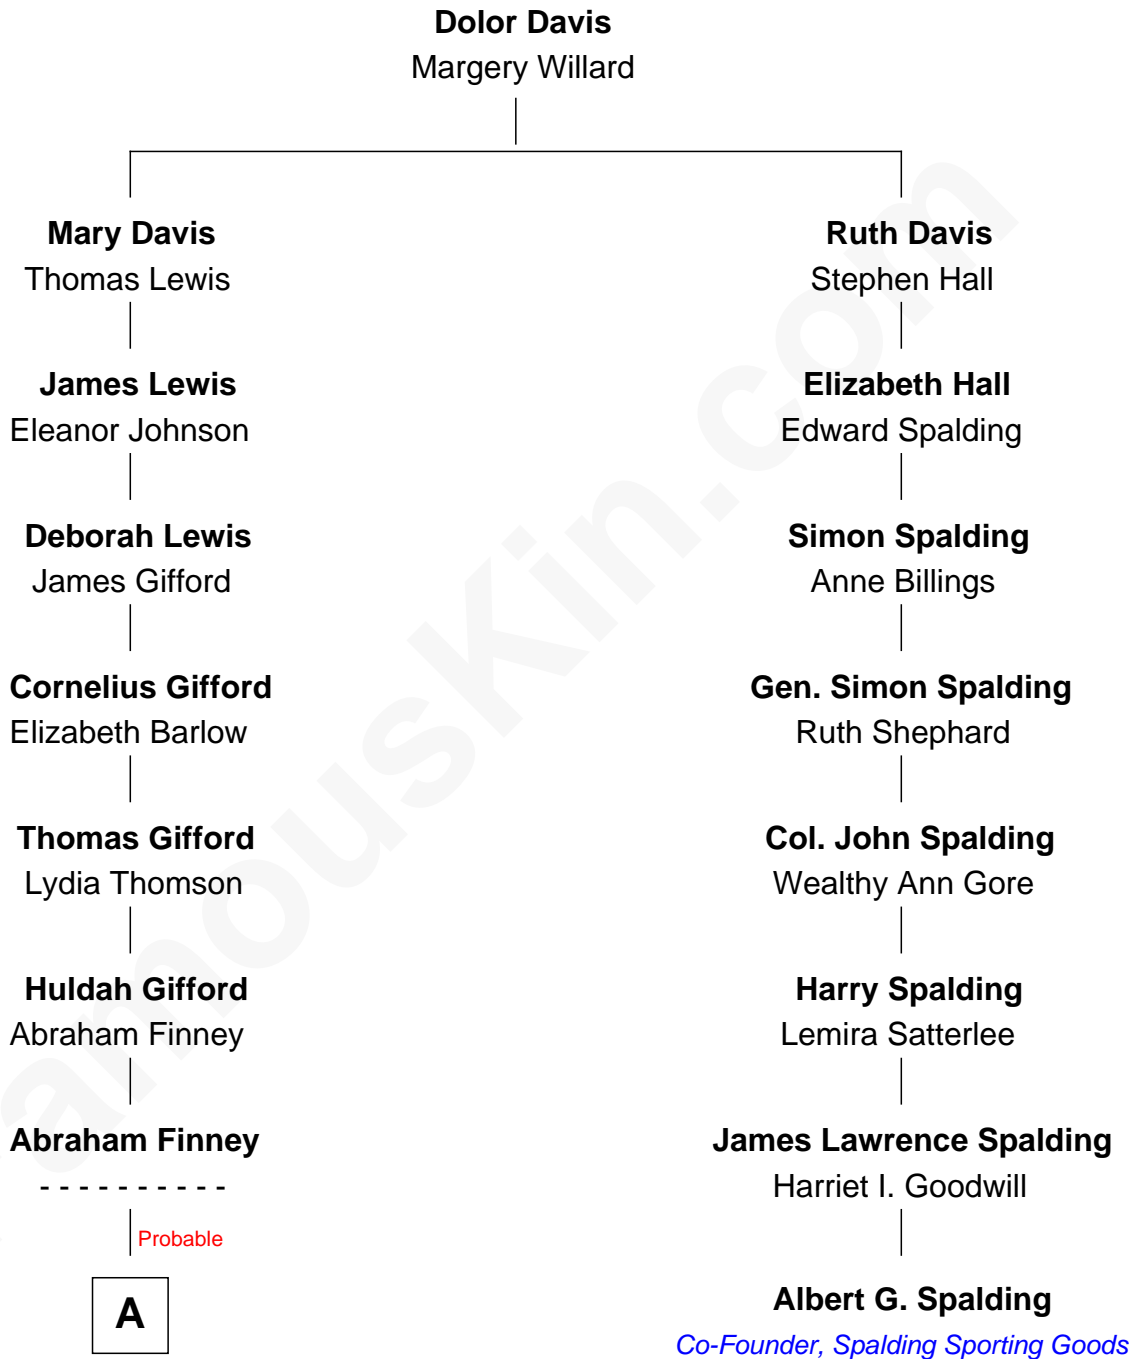 Dolor Davis
Margery Willard
Mary Davis
Thomas Lewis
James Lewis
Eleanor Johnson
Deborah Lewis
James Gifford
Cornelius Gifford
Elizabeth Barlow
Thomas Gifford
Lydia Thomson
Huldah Gifford
Abraham Finney
Abraham Finney
- - - - - - - - - -
Probable
A
Ruth Davis
Stephen Hall
Elizabeth Hall
Edward Spalding
Simon Spalding
Anne Billings
Gen. Simon Spalding
Ruth Shephard
Col. John Spalding
Wealthy Ann Gore
Harry Spalding
Lemira Satterlee
James Lawrence Spalding
Harriet I. Goodwill
Albert G. Spalding
Co-Founder, Spalding Sporting Goods
amousKin.com